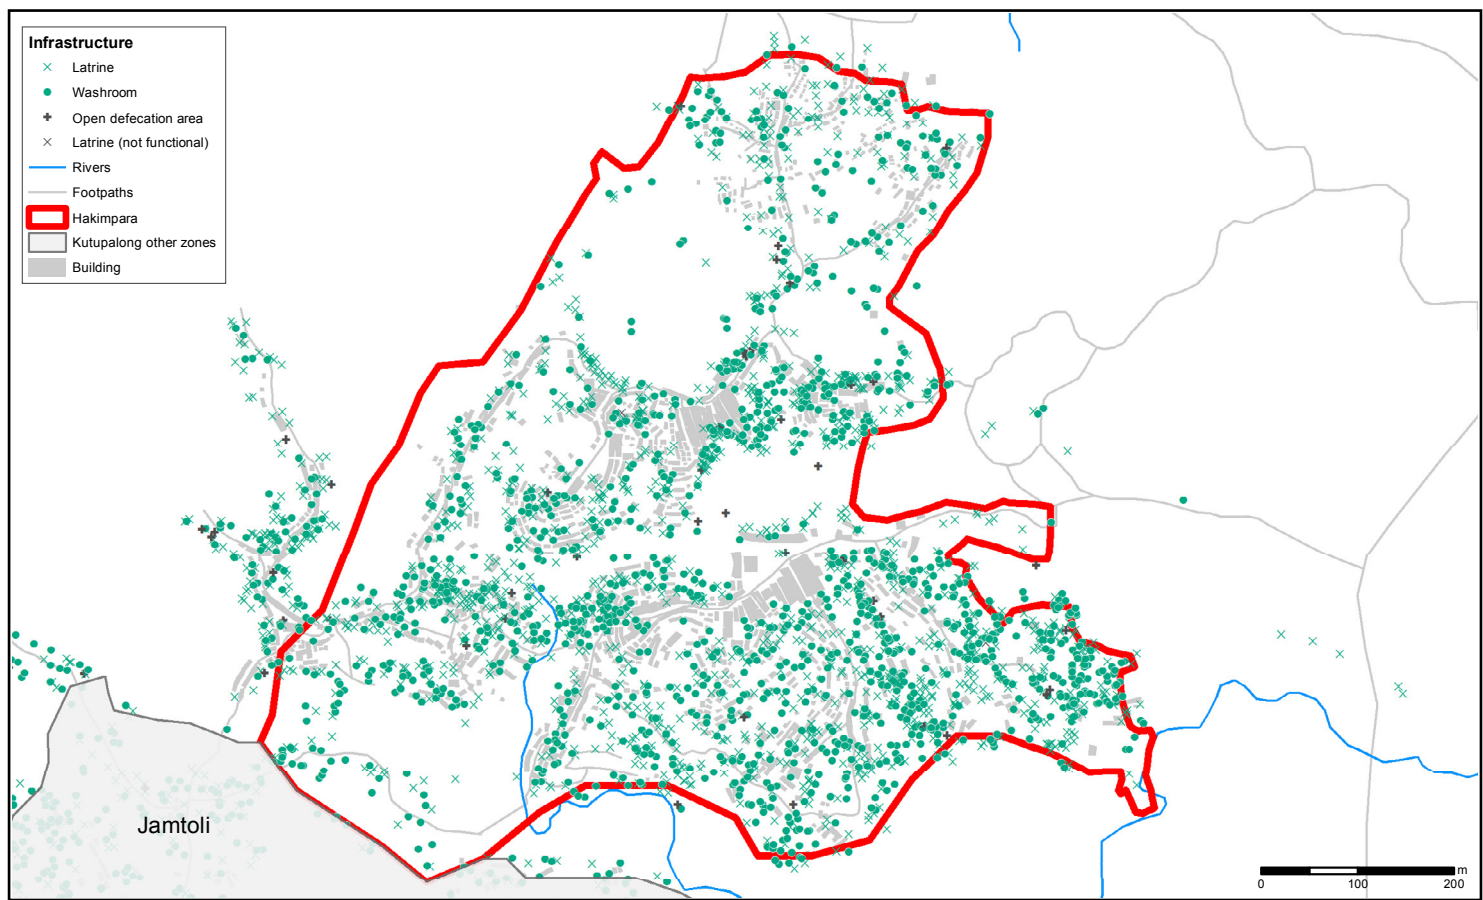 Infrastructure
Latrine
Washroom
Open defecation area
Latrine (not functional)
Rivers
Footpaths
Hakimpara
Kutupalong other zones
Building
Jamtoli
m
0 100 200